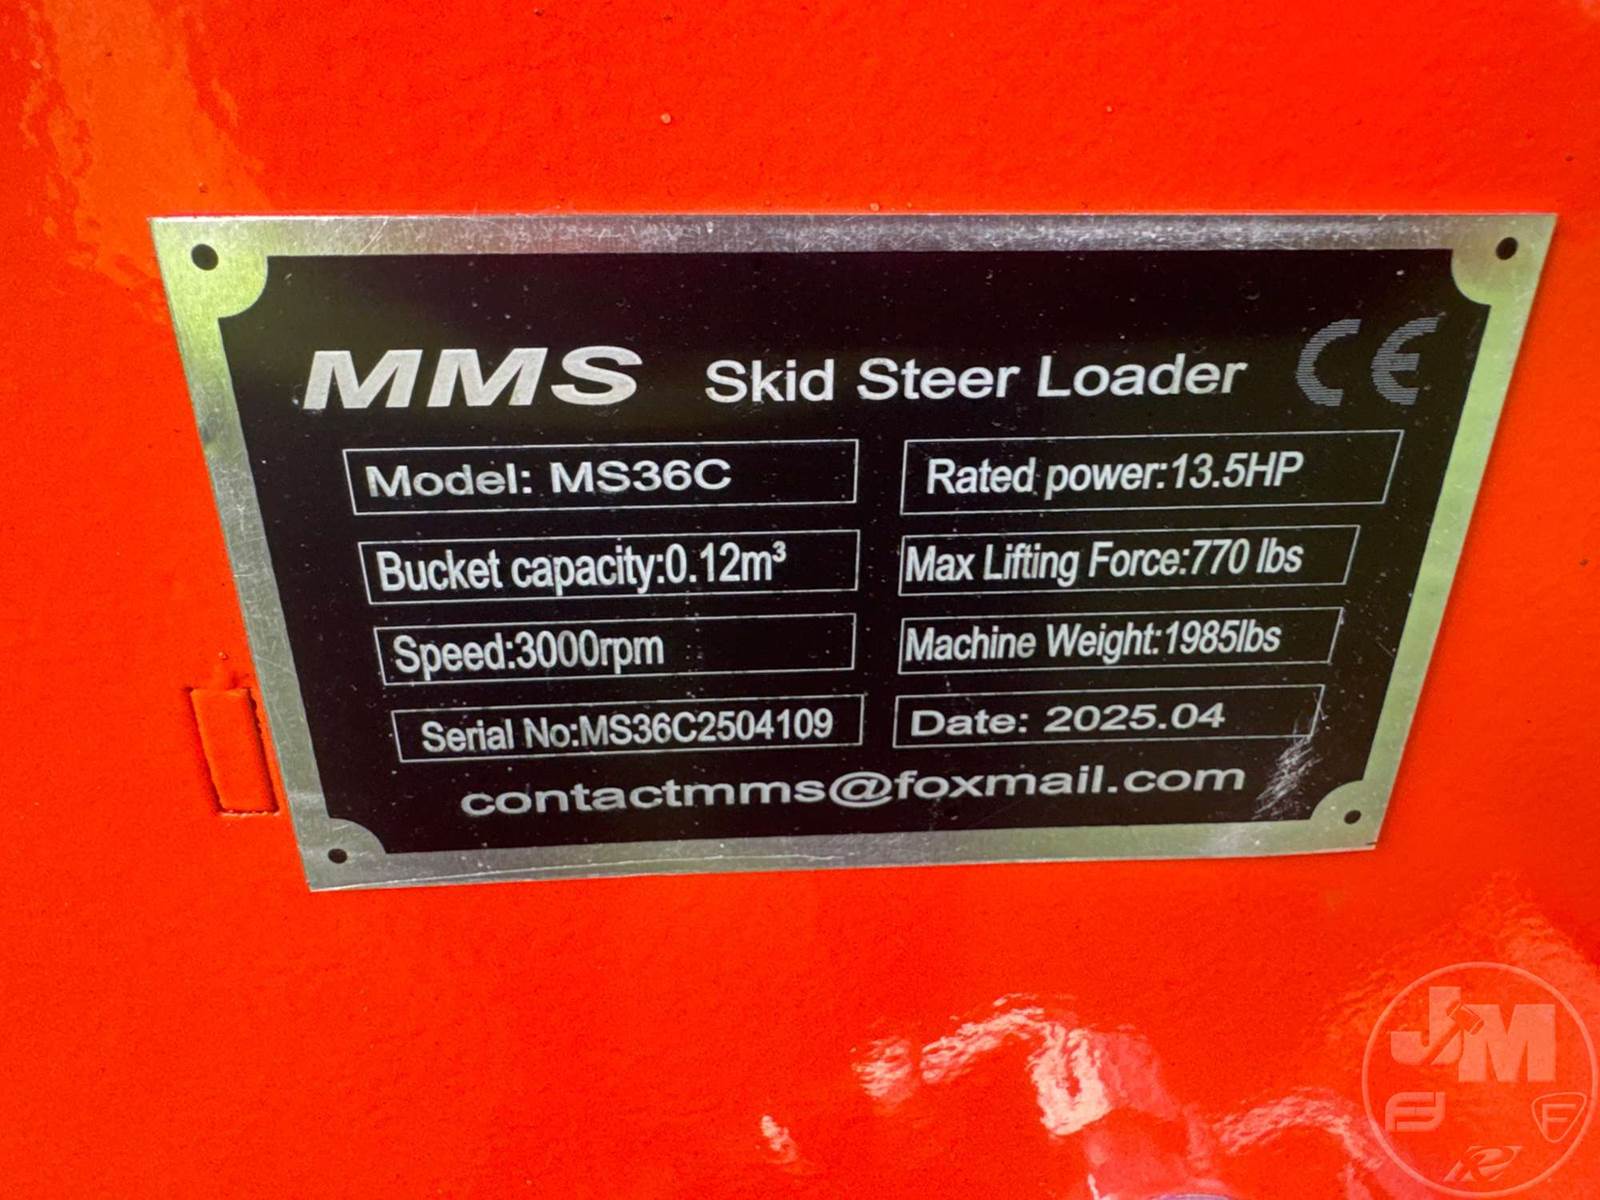 MMS Skid Steer Loader CE
Model: MS36C
Rated power:13.5HP
Bucket capacity:0.12m³
Max Lifting Force:770 lbs
Speed:3000rpm
Machine Weight:1985lbs
Serial No:MS36C2504109
Date: 2025.04
contactmms@foxmail.com
JM